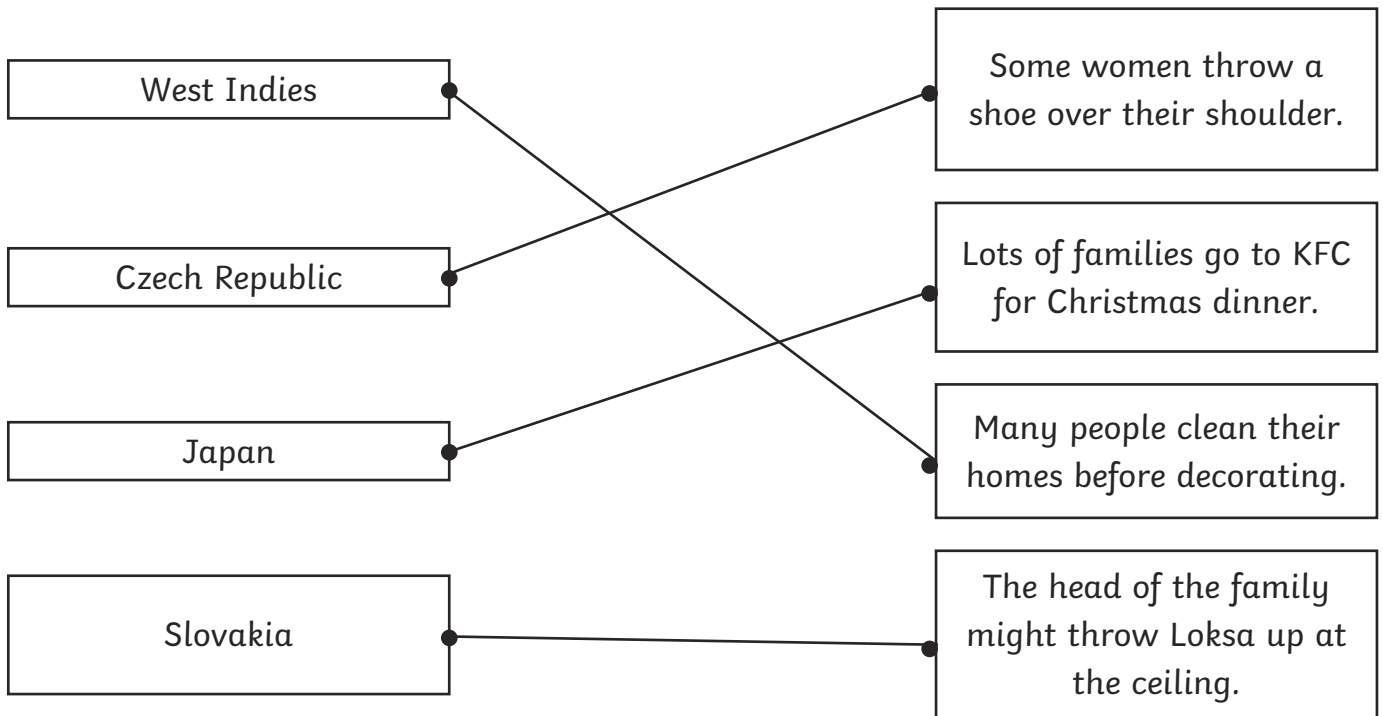 West Indies
Czech Republic
Japan
Slovakia
Some women throw a
shoe over their shoulder.
Lots of families go to KFC
for Christmas dinner.
Many people clean their
homes before decorating.
The head of the family
might throw Loksa up at
the ceiling.